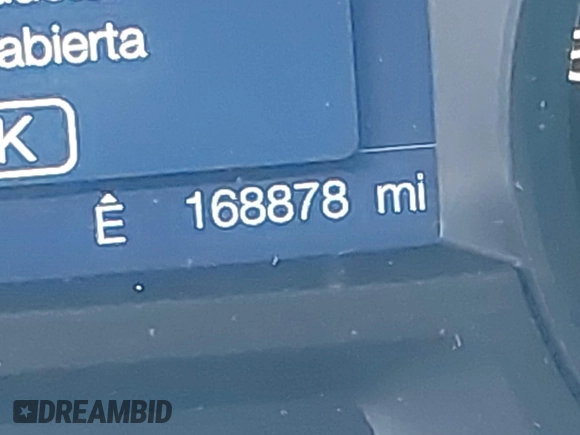 abierta
K
Ê 168878 mi
DREAMBID